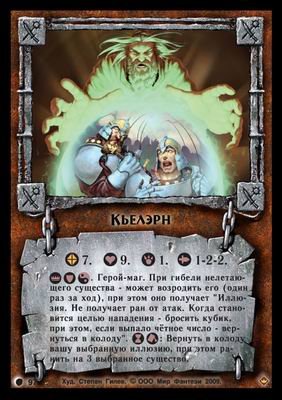 Кьелэрн
7. 9. 1. 1-2-2.
Герой-маг. При гибели нелетаю-
щего существа - может возродить его (один
раз за ход), при этом оно получает "Иллю-
зия. Не получает ран от атак. Когда стано-
вится целью нападения - бросить кубик,
при этом, если выпало чётное число - вер-
нуться в колоду". : Вернуть в колоду
вашу выбранную иллюзию, при этом ра-
нить на 3 выбранное существо.
Худ. Степан Гилев. © ООО Мир Фантези 2009.